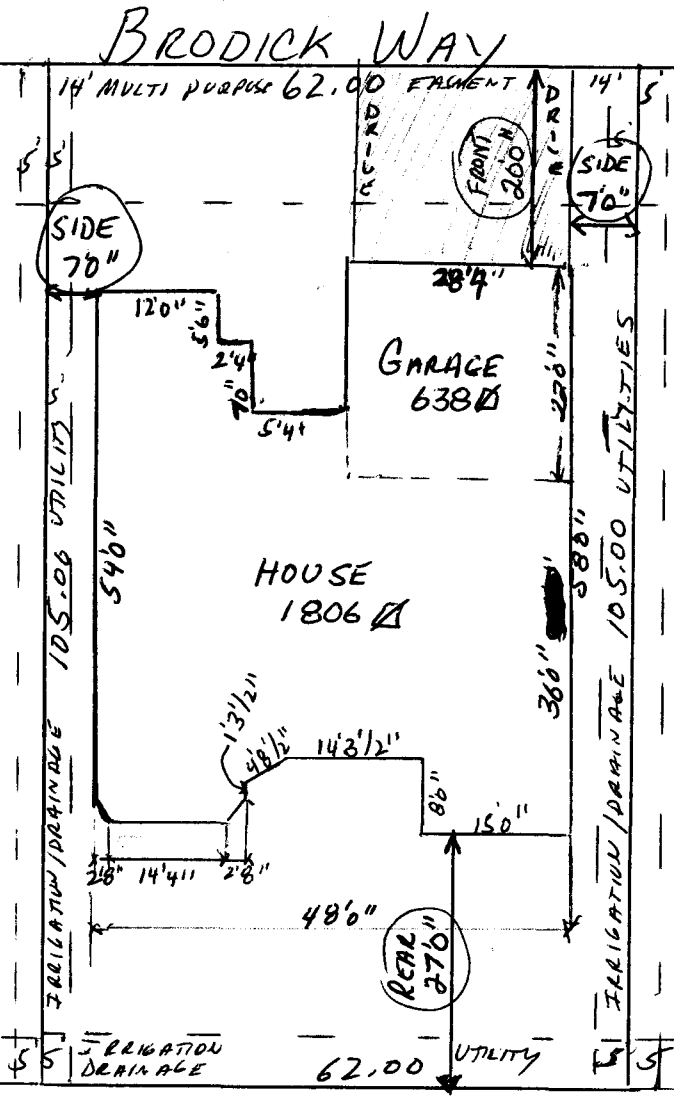 BRODICK WAY
14' MULTI PURPOSE 62.00 EASMENT 14'
5'
5' 5'
5'
FRONT
20'0"
SIDE
7'0"
SIDE
7'0"
28'4"
12'0"
5'6"
2'4"
7'0"
5'4"
GARAGE
638
22'0"
HOUSE
1806
54'0"
58'0"
36'0"
IRRIGATION/DRAINAGE 105.00 UTILITY 5'
IRRIGATION/DRAINAGE 105.00 UTILITIES
1'3 1/2"
4'8 1/2"
14'3 1/2"
8'6"
15'0"
2'8" 14'4" 2'8"
48'0"
REAR
27'0"
5' 5'
IRRIGATION
DRAINAGE
62.00
UTILITY
5' 5'